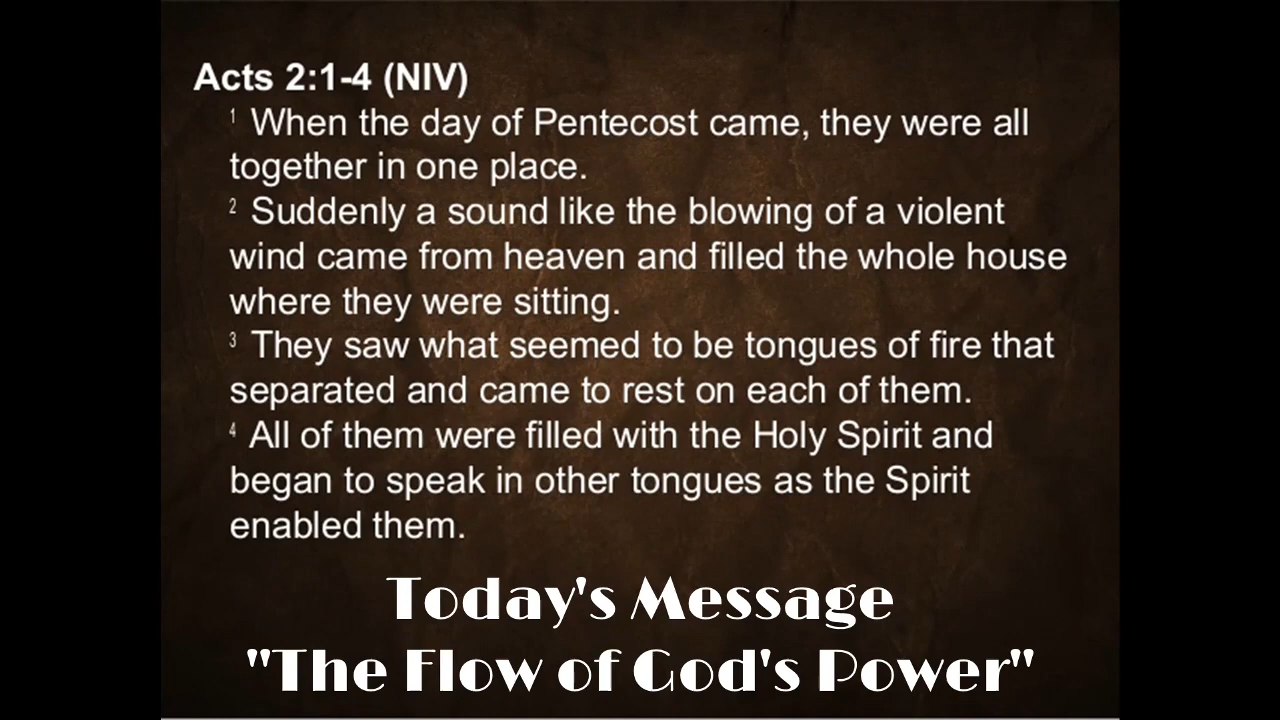 Acts 2:1-4 (NIV)
1 When the day of Pentecost came, they were all
together in one place.
2 Suddenly a sound like the blowing of a violent
wind came from heaven and filled the whole house
where they were sitting.
3 They saw what seemed to be tongues of fire that
separated and came to rest on each of them.
4 All of them were filled with the Holy Spirit and
began to speak in other tongues as the Spirit
enabled them.
Today's Message
"The Flow of God's Power"